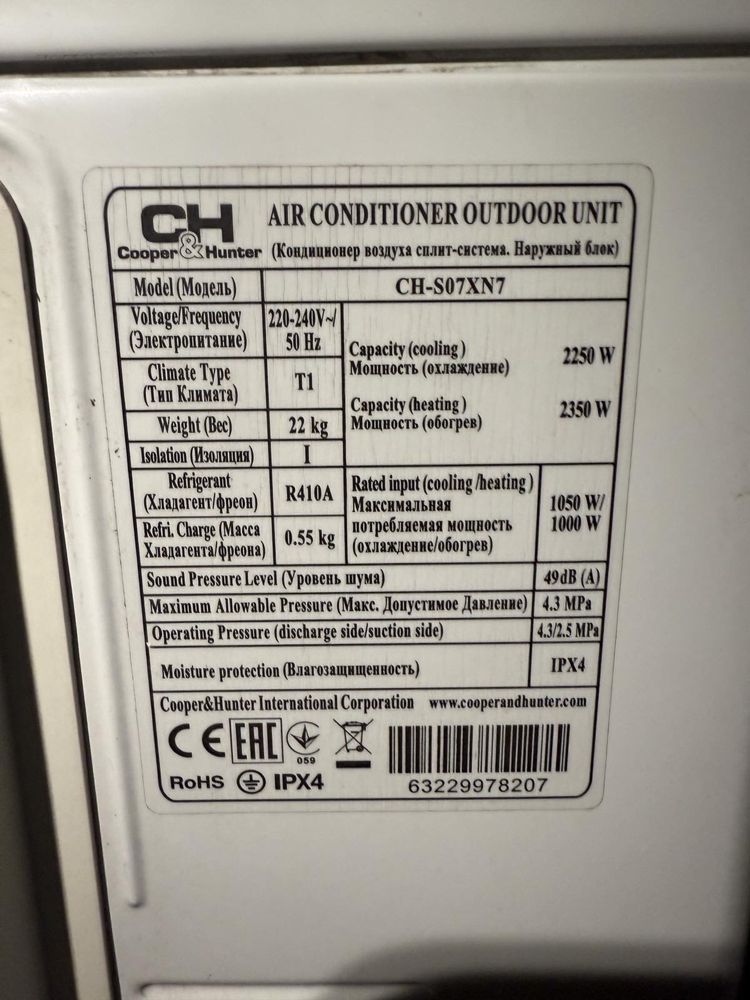 CH
Cooper&Hunter
AIR CONDITIONER OUTDOOR UNIT
(Кондиционер воздуха сплит-система. Наружный блок)
Model (Модель)
CH-S07XN7
Voltage/Frequency
(Электропитание)
220-240V~/
50 Hz
Climate Type
(Тип Климата)
T1
Weight (Вес)
22 kg
Isolation (Изоляция)
I
Capacity (cooling )
Мощность (охлаждение)
2250 W
Capacity (heating )
Мощность (обогрев)
2350 W
Refrigerant
(Хладагент/фреон)
R410A
Refri. Charge (Масса
Хладагента/фреона)
0.55 kg
Rated input (cooling /heating )
Максимальная
потребляемая мощность
(охлаждение/обогрев)
1050 W/
1000 W
Sound Pressure Level (Уровень шума)
49dB (A)
Maximum Allowable Pressure (Макс. Допустимое Давление)
4.3 MPa
Operating Pressure (discharge side/suction side)
4.3/2.5 MPa
Moisture protection (Влагозащищенность)
IPX4
Cooper&Hunter International Corporation www.cooperandhunter.com
CE EAC
059
RoHS IPX4
63229978207